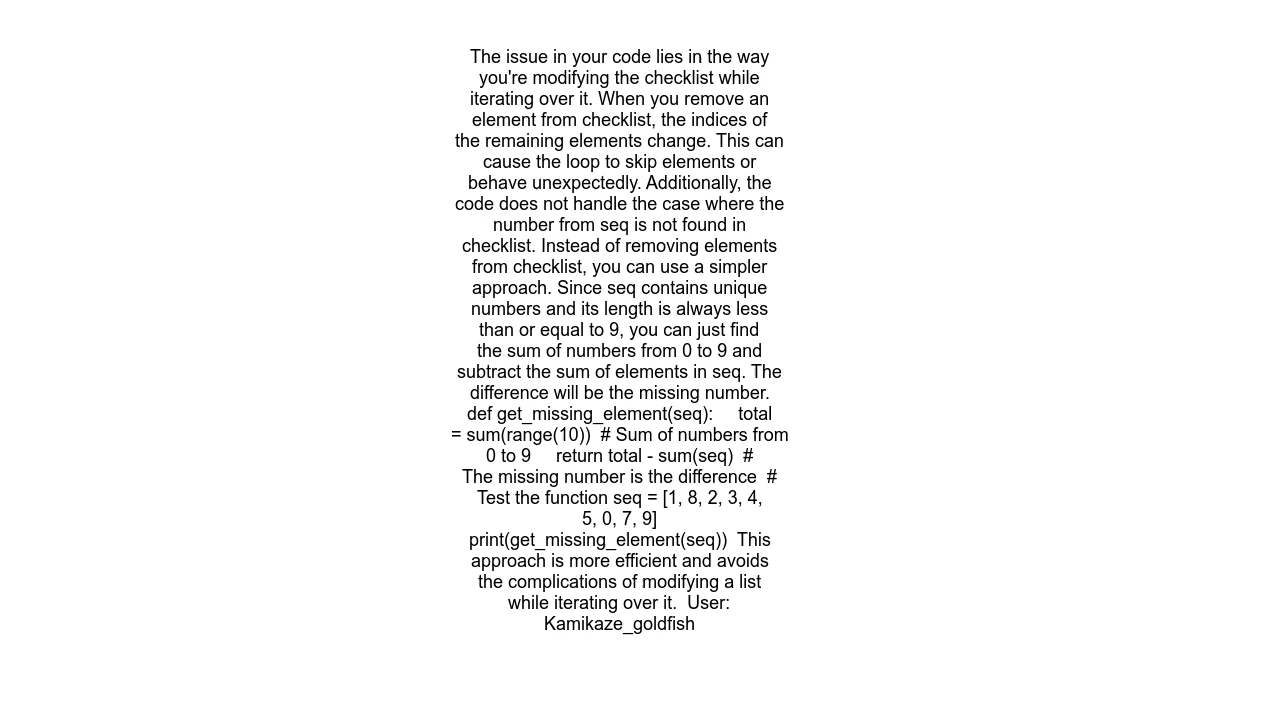 The issue in your code lies in the way
you're modifying the checklist while
iterating over it. When you remove an
element from checklist, the indices of
the remaining elements change. This can
cause the loop to skip elements or
behave unexpectedly. Additionally, the
code does not handle the case where the
number from seq is not found in
checklist. Instead of removing elements
from checklist, you can use a simpler
approach. Since seq contains unique
numbers and its length is always less
than or equal to 9, you can just find
the sum of numbers from 0 to 9 and
subtract the sum of elements in seq. The
difference will be the missing number.
def get_missing_element(seq):     total
= sum(range(10))  # Sum of numbers from
0 to 9     return total - sum(seq)  #
The missing number is the difference  #
Test the function seq = [1, 8, 2, 3, 4,
5, 0, 7, 9]
print(get_missing_element(seq))  This
approach is more efficient and avoids
the complications of modifying a list
while iterating over it.  User:
Kamikaze_goldfish